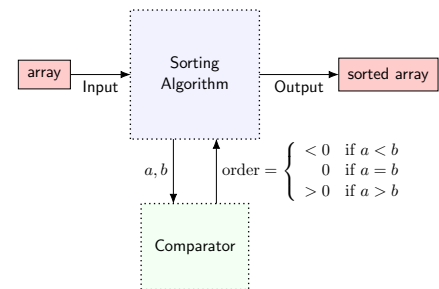 array
Input
Sorting
Algorithm
Output
sorted array
a, b
order = { < 0 if a < b
0 if a = b
> 0 if a > b
Comparator